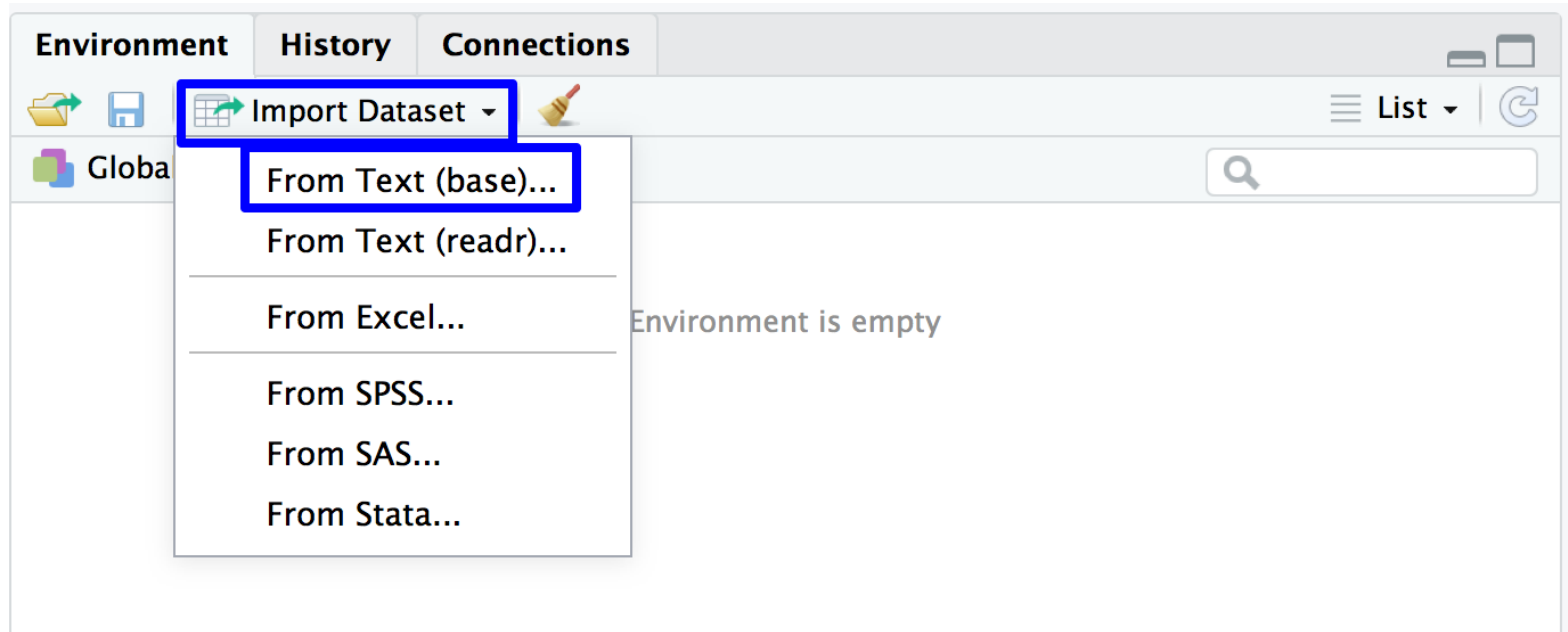 Environment History Connections
Import Dataset List
Globa
From Text (base)...
From Text (readr)...
From Excel...
Environment is empty
From SPSS...
From SAS...
From Stata...